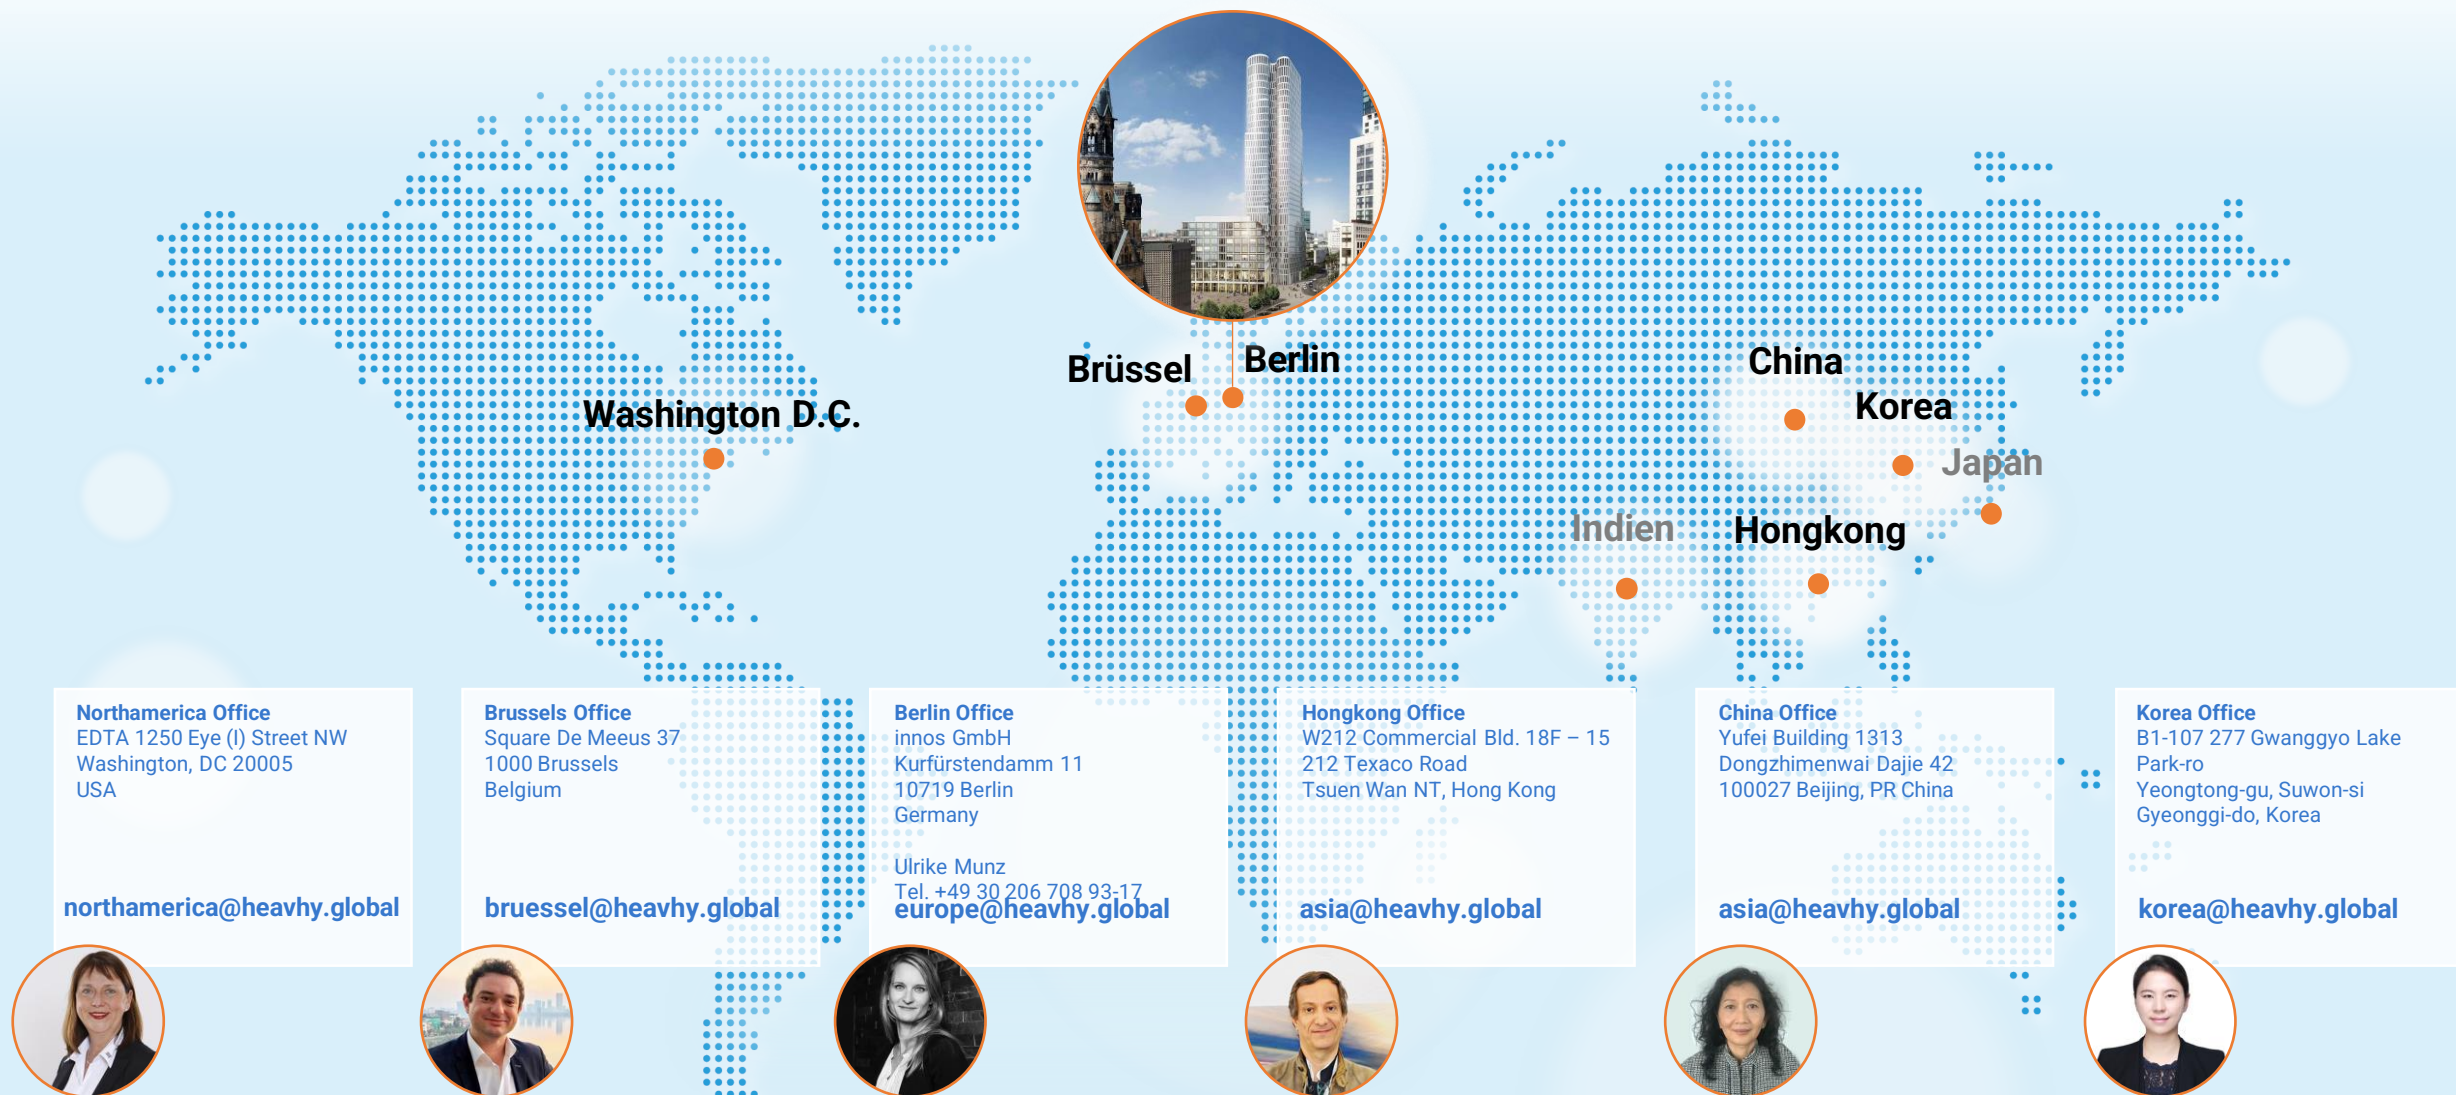 Brüssel
Berlin
China
Washington D.C.
Korea
Japan
Indien
Hongkong
Northamerica Office
EDTA 1250 Eye (I) Street NW
Washington, DC 20005
USA
northamerica@heavhy.global
Brussels Office
Square De Meeus 37
1000 Brussels
Belgium
bruessel@heavhy.global
Berlin Office
innos GmbH
Kurfürstendamm 11
10719 Berlin
Germany
Ulrike Munz
Tel. +49 30 206 708 93-17
europe@heavhy.global
Hongkong Office
W212 Commercial Bld. 18F – 15
212 Texaco Road
Tsuen Wan NT, Hong Kong
asia@heavhy.global
China Office
Yufei Building 1313
Dongzhimenwai Dajie 42
100027 Beijing, PR China
asia@heavhy.global
Korea Office
B1-107 277 Gwanggyo Lake
Park-ro
Yeongtong-gu, Suwon-si
Gyeonggi-do, Korea
korea@heavhy.global